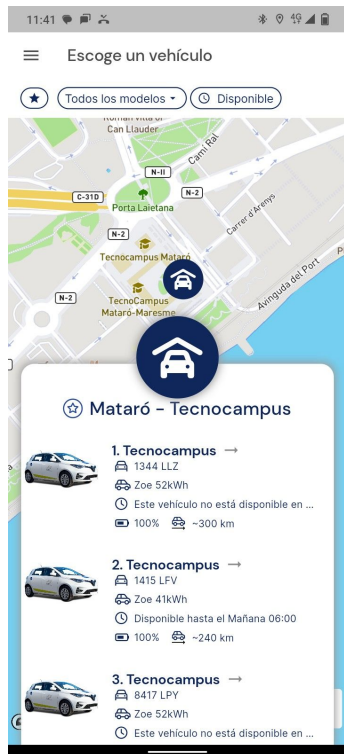 11:41
4G
Escoge un vehículo
Todos los modelos
Disponible
Can Llauder
Camí Ral
N-II
C-31D
N-2
Porta Laietana
Carrer d'Arenys
N-2
Tecnocampus Mataró
N-2
TecnoCampus
Mataró-Maresme
Avinguda del Port
Mataró - Tecnocampus
1. Tecnocampus →
1344 LLZ
Zoe 52kWh
Este vehículo no está disponible en ...
100% ~300 km
2. Tecnocampus →
1415 LFV
Zoe 41kWh
Disponible hasta el Mañana 06:00
100% ~240 km
3. Tecnocampus →
8417 LPY
Zoe 52kWh
Este vehículo no está disponible en ...